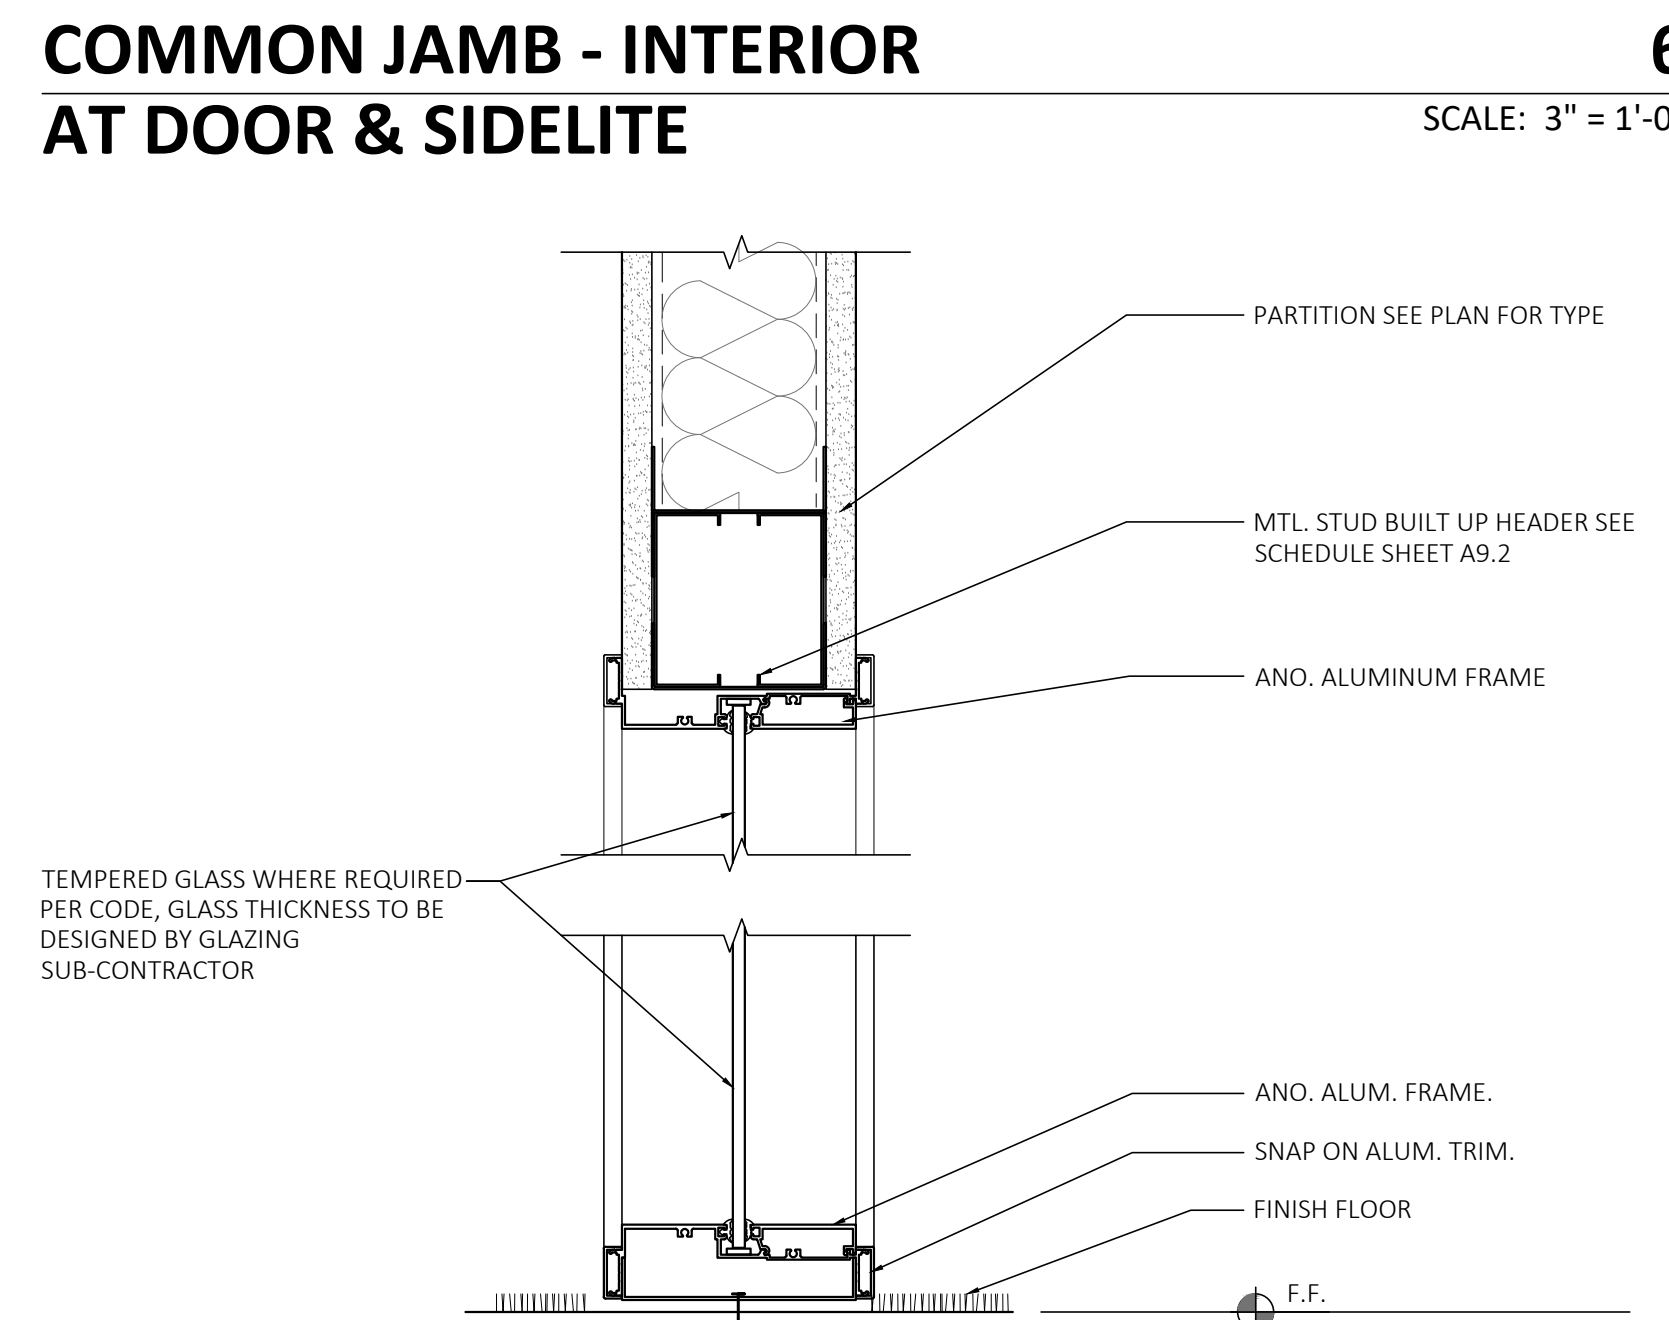 COMMON JAMB - INTERIOR 6
AT DOOR & SIDELITE
SCALE: 3" = 1'-0
PARTITION SEE PLAN FOR TYPE
MTL. STUD BUILT UP HEADER SEE
SCHEDULE SHEET A9.2
ANO. ALUMINUM FRAME
TEMPERED GLASS WHERE REQUIRED
PER CODE, GLASS THICKNESS TO BE
DESIGNED BY GLAZING
SUB-CONTRACTOR
ANO. ALUM. FRAME.
SNAP ON ALUM. TRIM.
FINISH FLOOR
F.F.